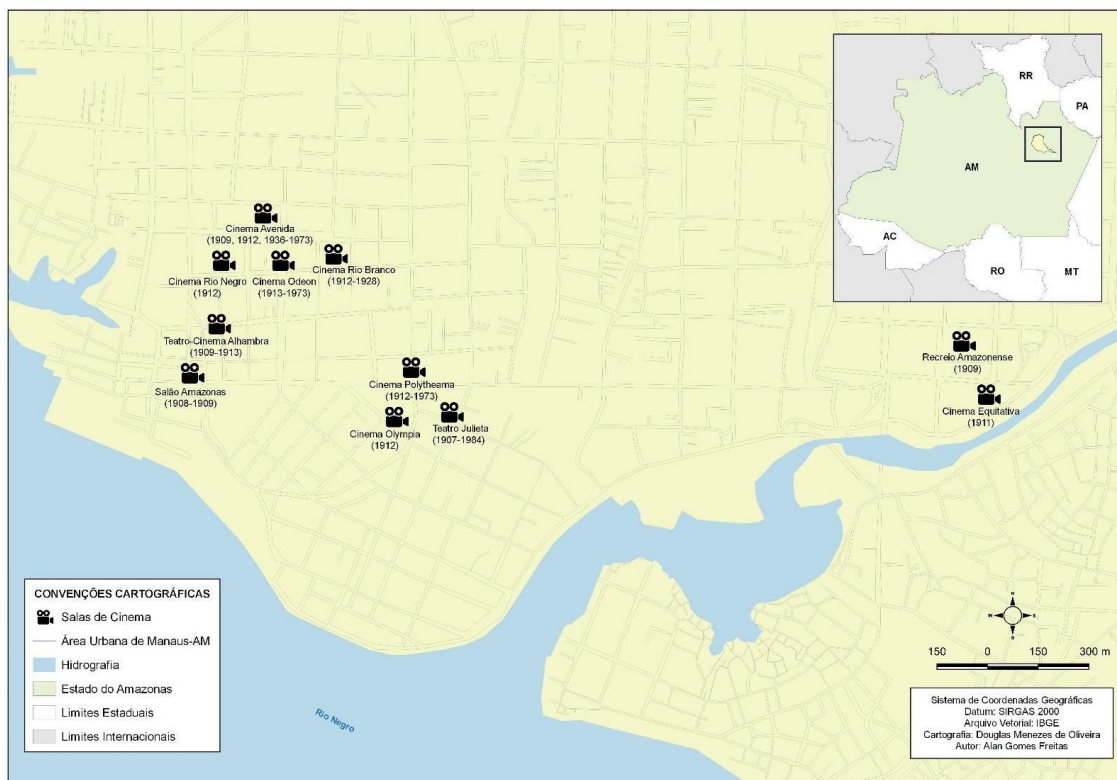 RR
PA
AM
AC
RO
MT
Cinema Avenida
(1909, 1912, 1936-1973)
Cinema Rio Negro
(1912)
Cinema Odeon
(1913-1973)
Cinema Rio Branco
(1912-1928)
Teatro-Cinema Alhambra
(1909-1913)
Salão Amazonas
(1908-1909)
Cinema Polytheama
(1912-1973)
Cinema Olympia
(1912)
Teatro Julieta
(1907-1984)
Recreio Amazonense
(1909)
Cinema Equitativa
(1911)
Rio Negro
CONVENÇÕES CARTOGRÁFICAS
Salas de Cinema
Área Urbana de Manaus-AM
Hidrografia
Estado do Amazonas
Limites Estaduais
Limites Internacionais
N
W E
S
150 0 150 300 m
Sistema de Coordenadas Geográficas
Datum: SIRGAS 2000
Arquivo Vetorial: IBGE
Cartografia: Douglas Menezes de Oliveira
Autor: Alan Gomes Freitas